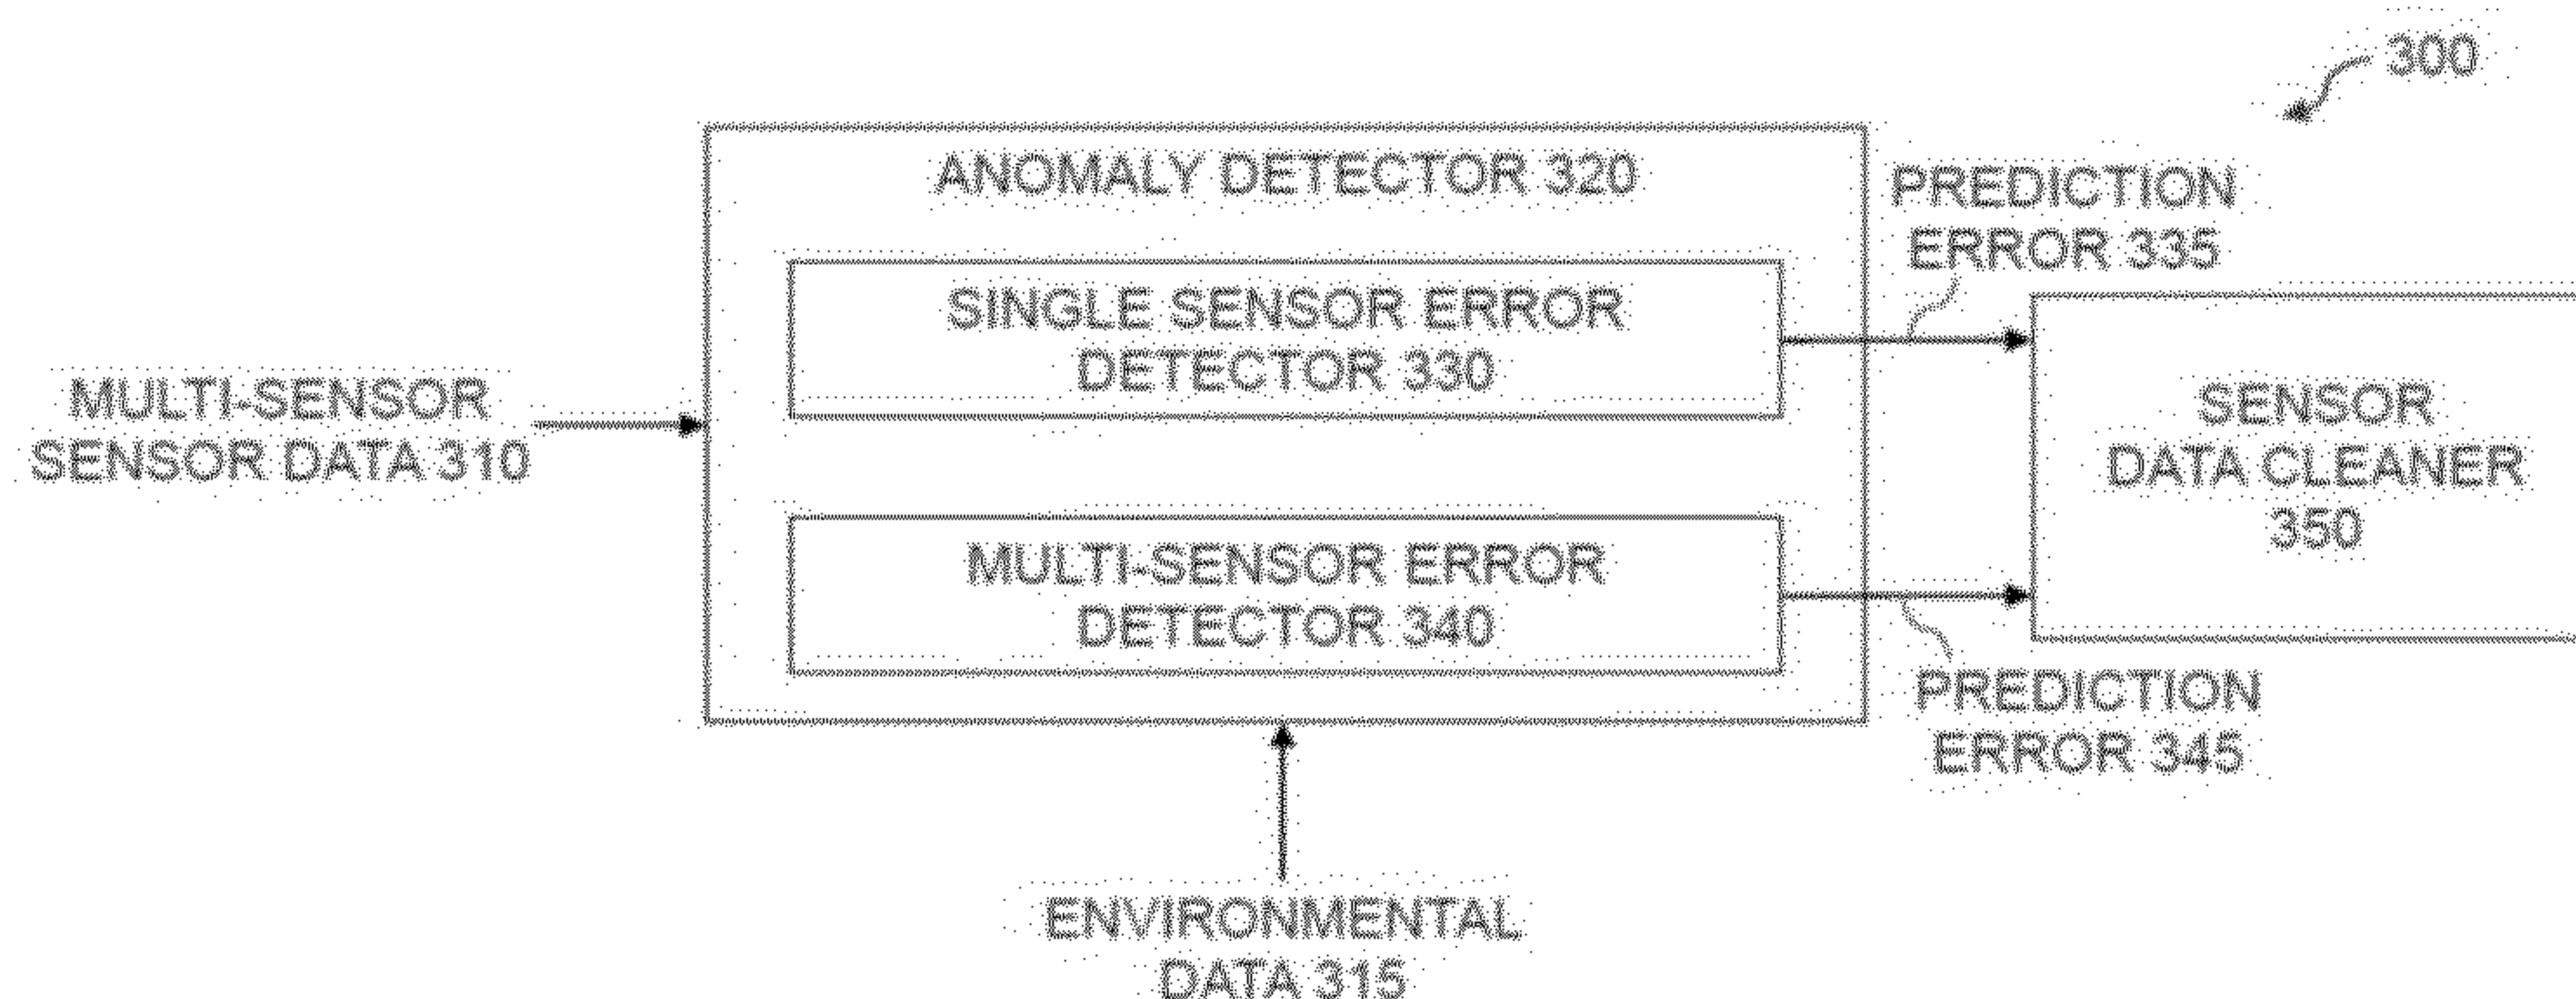 300
ANOMALY DETECTOR 320
PREDICTION
ERROR 335
SINGLE SENSOR ERROR
DETECTOR 330
MULTI-SENSOR
SENSOR DATA 310
SENSOR
DATA CLEANER
350
MULTI-SENSOR ERROR
DETECTOR 340
PREDICTION
ERROR 345
ENVIRONMENTAL
DATA 315